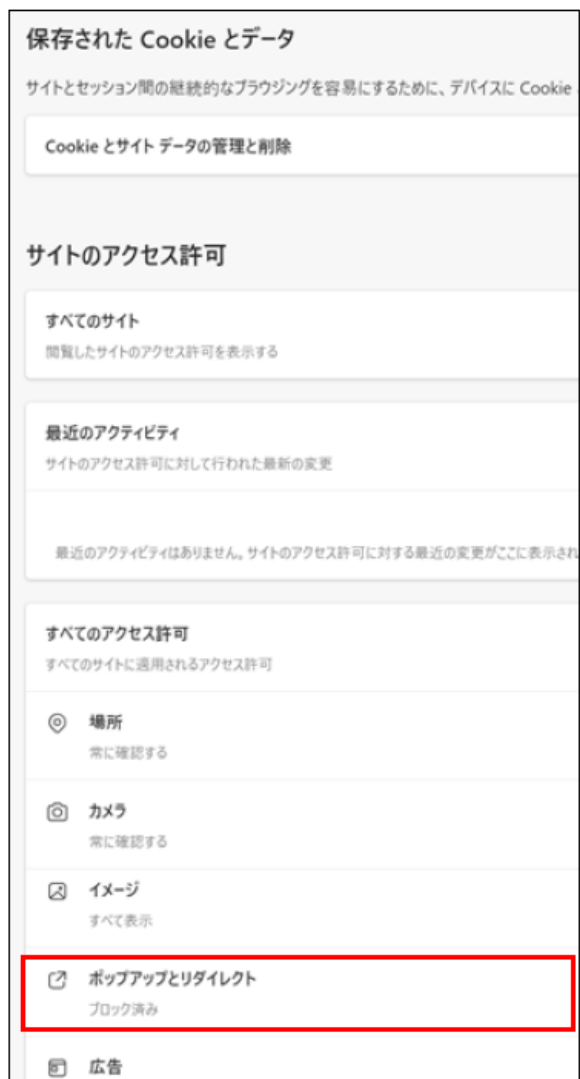 保存された Cookie とデータ
サイトとセッション間の継続的なブラウジングを容易にするために、デバイスに Cookie
Cookie とサイト データの管理と削除
サイトのアクセス許可
すべてのサイト
閲覧したサイトのアクセス許可を表示する
最近のアクティビティ
サイトのアクセス許可に対して行われた最新の変更
最近のアクティビティはありません。サイトのアクセス許可に対する最近の変更がここに表示され
すべてのアクセス許可
すべてのサイトに適用されるアクセス許可
場所
常に確認する
カメラ
常に確認する
イメージ
すべて表示
ポップアップとリダイレクト
ブロック済み
広告